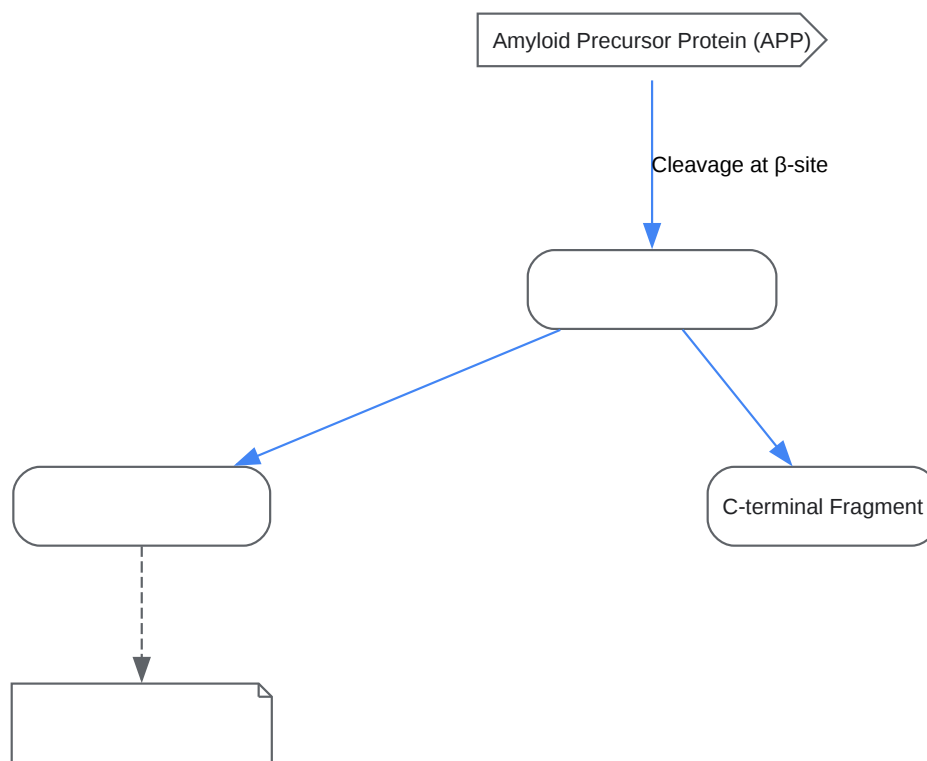 Amyloid Precursor Protein (APP)
Cleavage at β-site
C-terminal Fragment